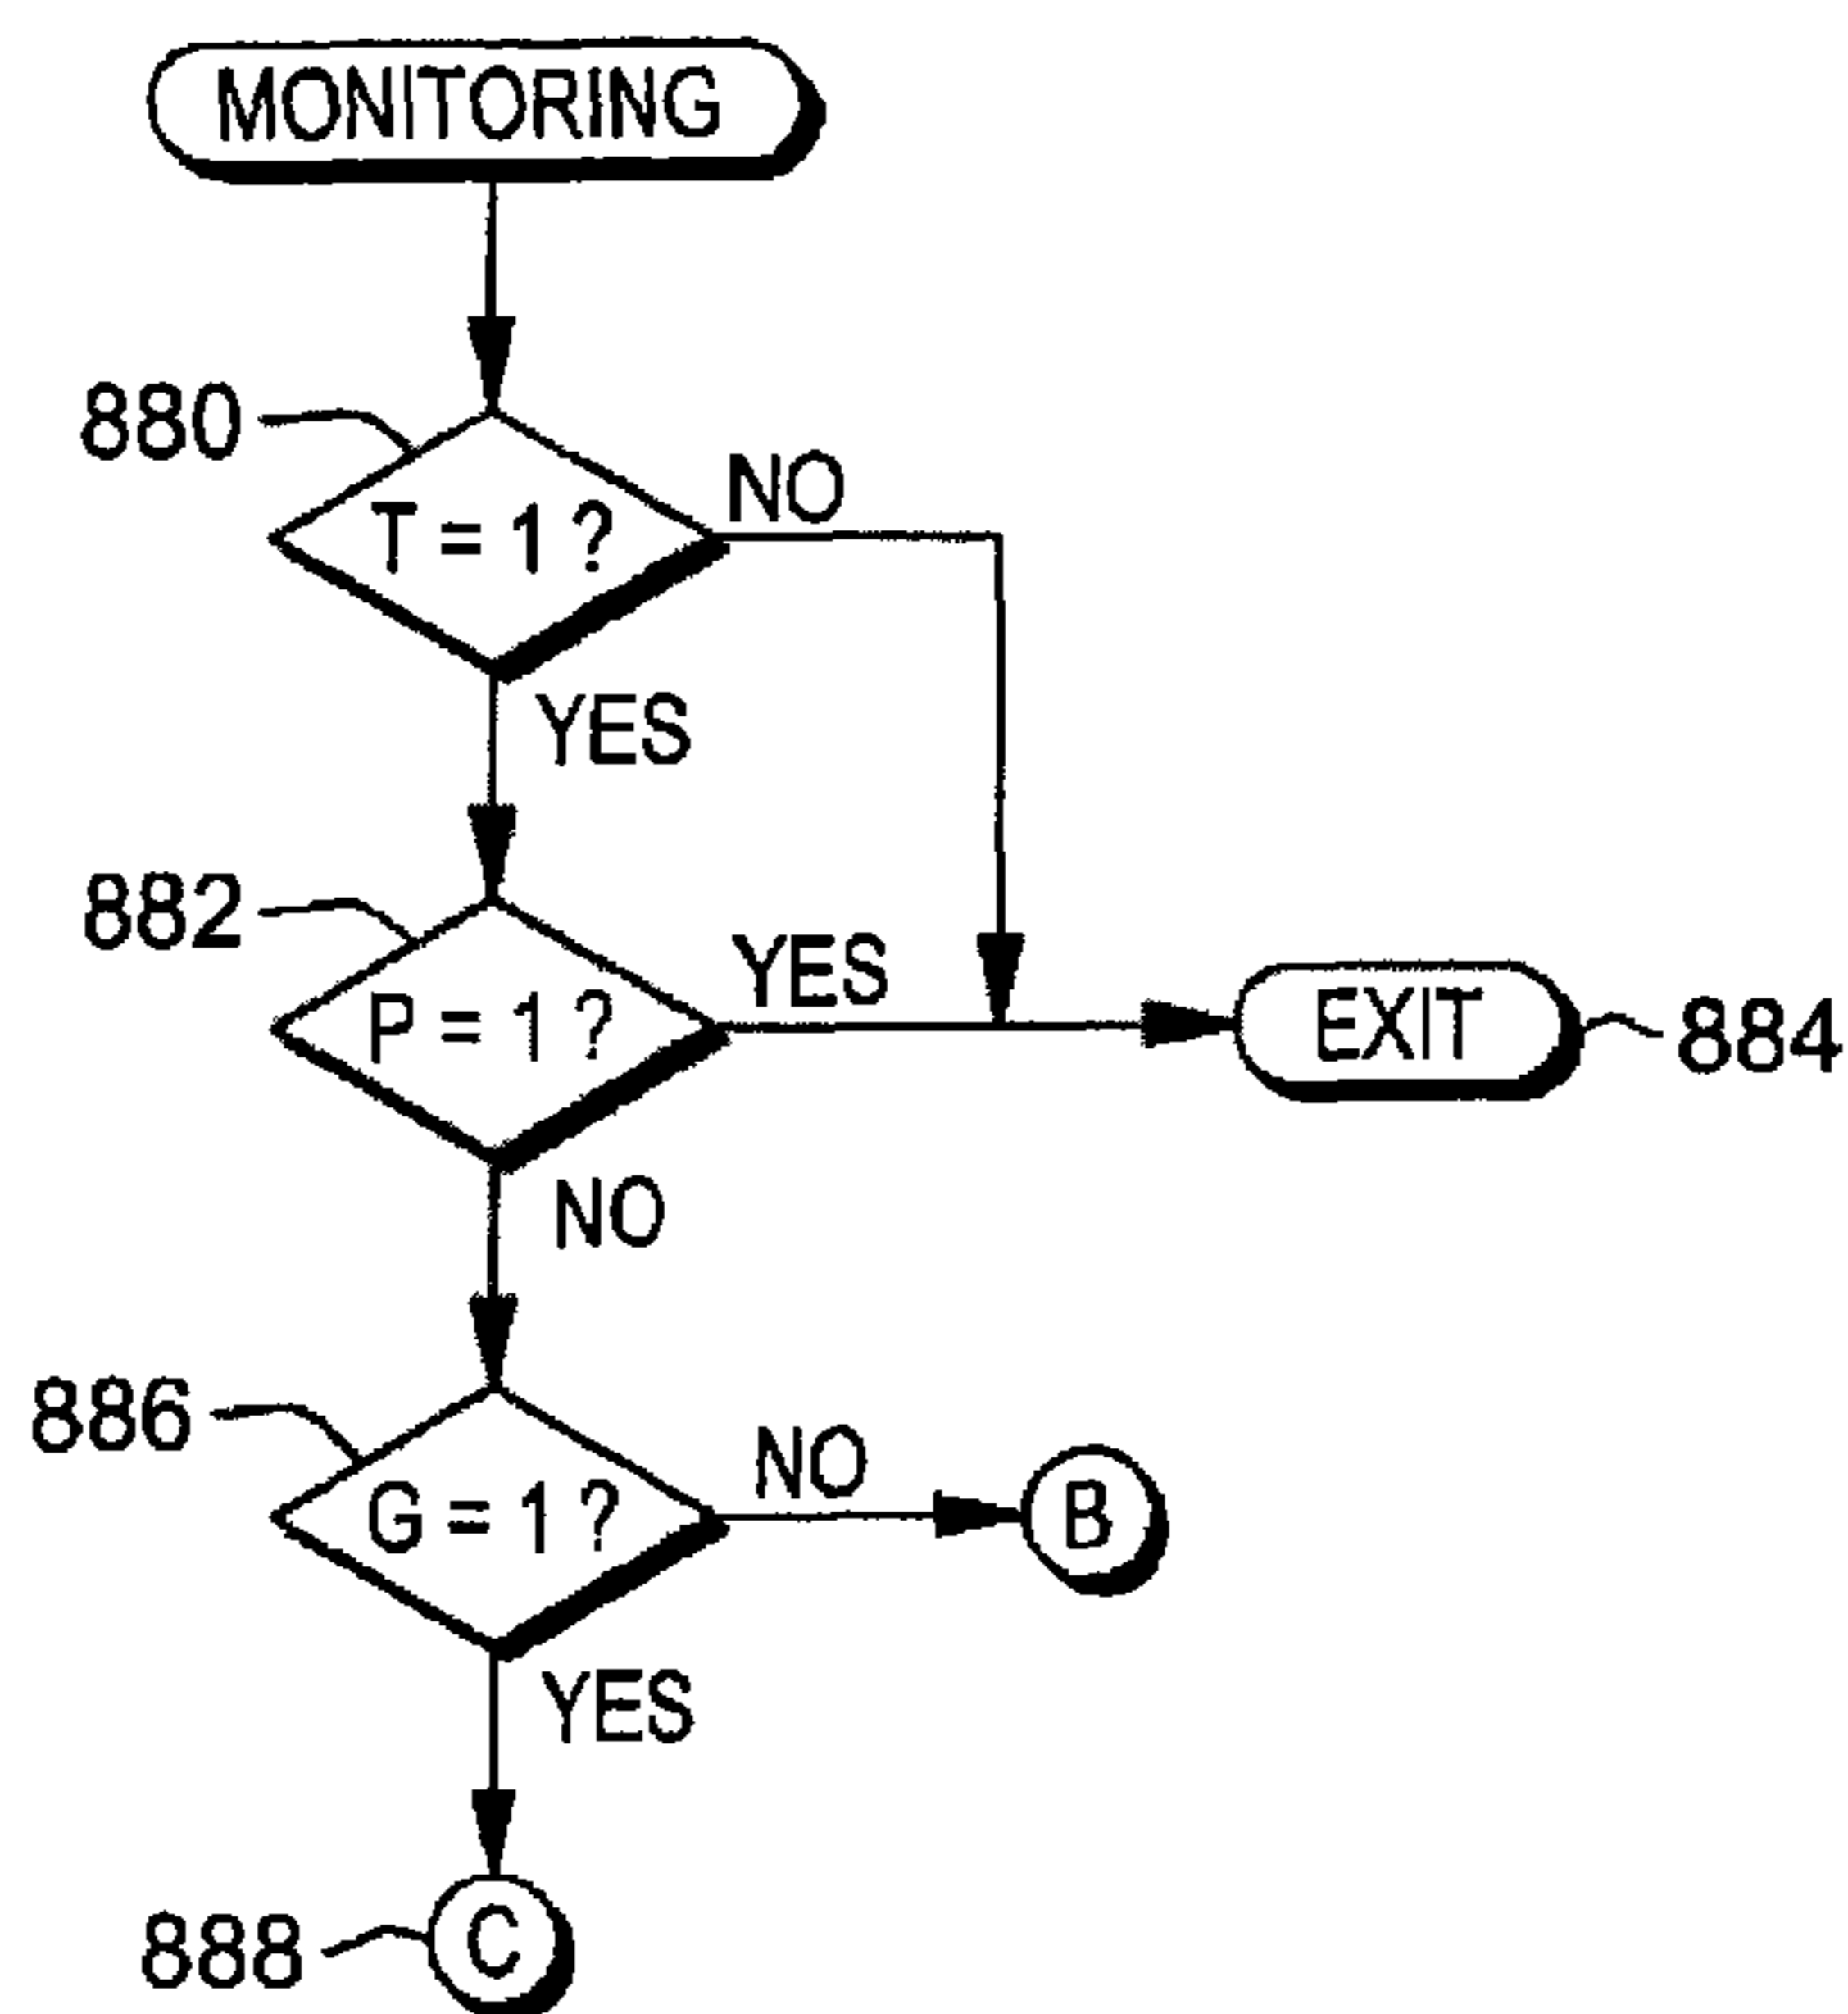 MONITORING
880
T = 1 ?
NO
YES
882
P = 1 ?
YES
EXIT
884
NO
886
G = 1 ?
NO
B
YES
888
C